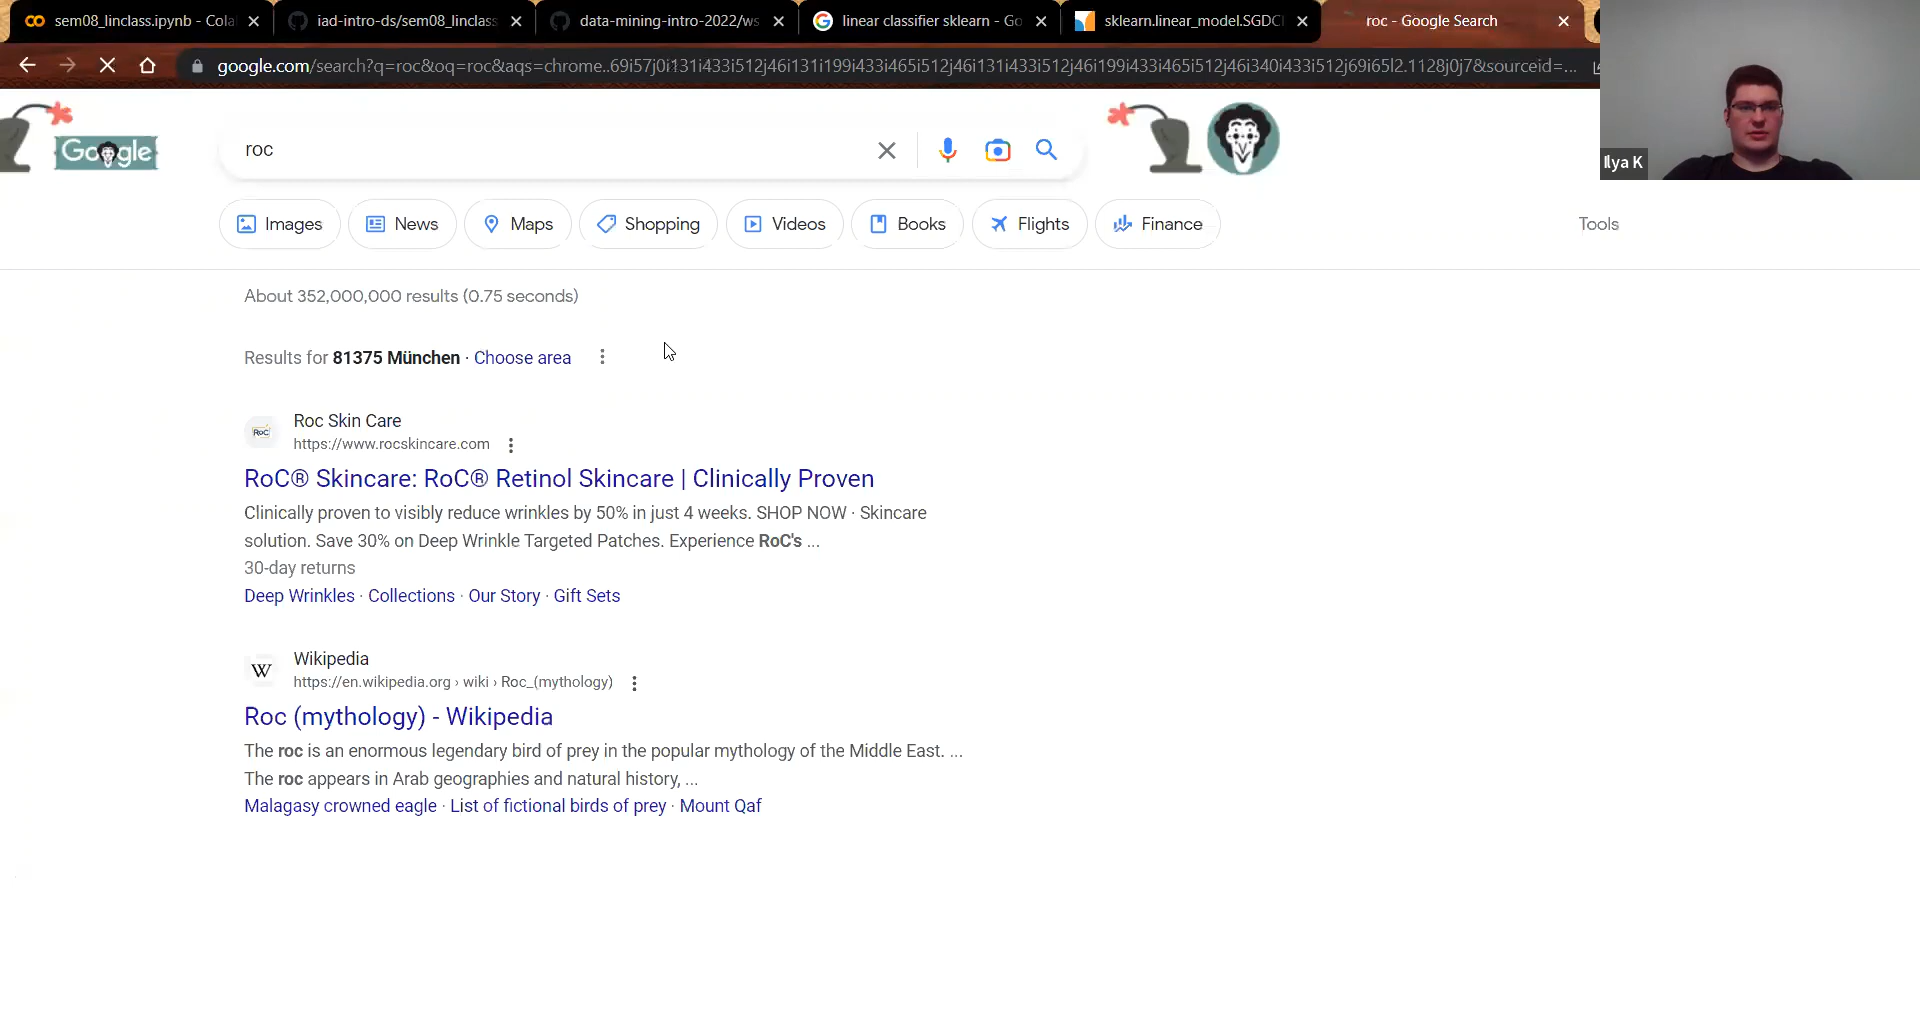 sem08_linclass.ipynb - Cola
iad-intro-ds/sem08_linclass
data-mining-intro-2022/ws
linear classifier sklearn - Go
sklearn.linear_model.SGDCl
roc - Google Search
google.com/search?q=roc&oq=roc&aqs=chrome..69i57j0i131i433i512j46i131i199i433i465i512j46i131i433i512j46i199i433i465i512j46i340i433i512j69i65l2.1128j0j7&sourceid=...
Google
roc
Ilya K
Images
News
Maps
Shopping
Videos
Books
Flights
Finance
Tools
About 352,000,000 results (0.75 seconds)
Results for 81375 München · Choose area
RoC
Roc Skin Care
https://www.rocskincare.com
RoC® Skincare: RoC® Retinol Skincare | Clinically Proven
Clinically proven to visibly reduce wrinkles by 50% in just 4 weeks. SHOP NOW · Skincare
solution. Save 30% on Deep Wrinkle Targeted Patches. Experience RoC's ...
30-day returns
Deep Wrinkles · Collections · Our Story · Gift Sets
W
Wikipedia
https://en.wikipedia.org › wiki › Roc_(mythology)
Roc (mythology) - Wikipedia
The roc is an enormous legendary bird of prey in the popular mythology of the Middle East. ...
The roc appears in Arab geographies and natural history, ...
Malagasy crowned eagle · List of fictional birds of prey · Mount Qaf